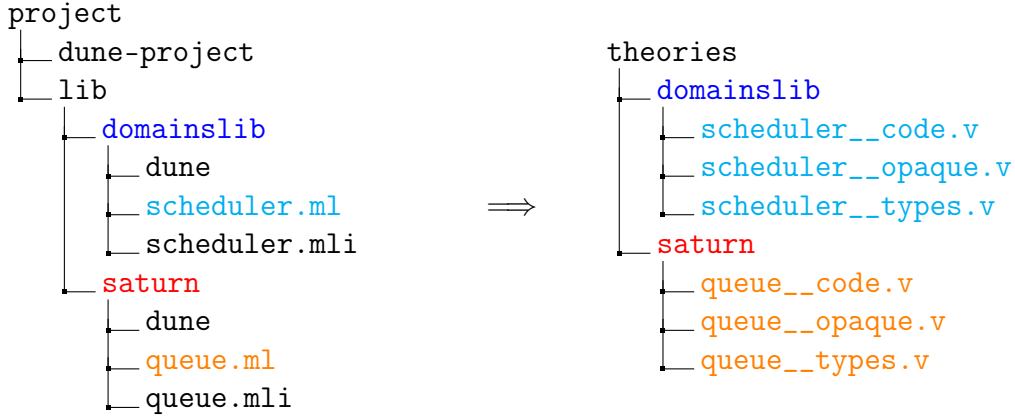 project
dune-project
lib
domainslib
dune
scheduler.ml
scheduler.mli
saturn
dune
queue.ml
queue.mli
⟹
theories
domainslib
scheduler__code.v
scheduler__opaque.v
scheduler__types.v
saturn
queue__code.v
queue__opaque.v
queue__types.v